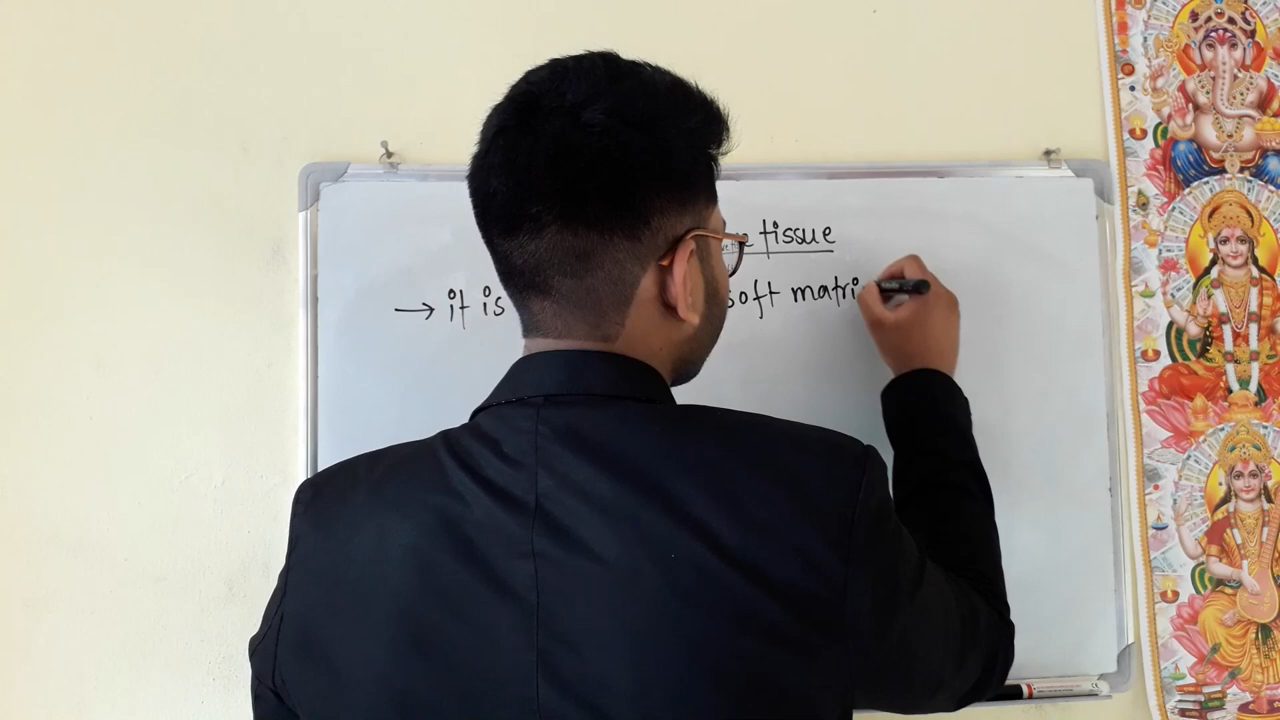 tissue
→ it is soft matri